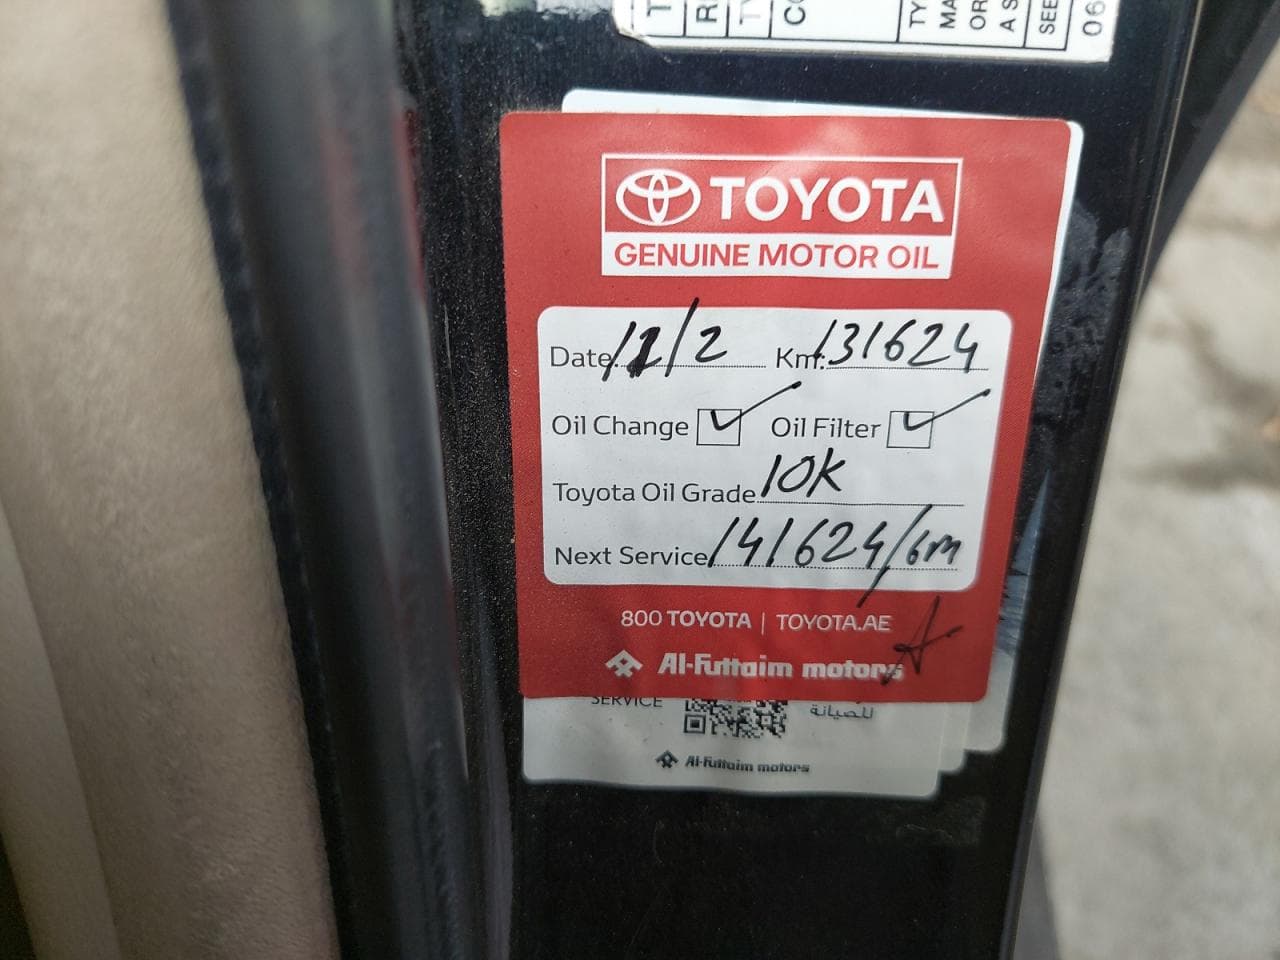 TOYOTA
GENUINE MOTOR OIL
Date 11/2 Km: 131624
Oil Change Oil Filter
Toyota Oil Grade 10K
Next Service 141624/6m
800 TOYOTA | TOYOTA.AE
Al-Futtaim motors
SERVICE للصيانة
Al-Futtaim motors